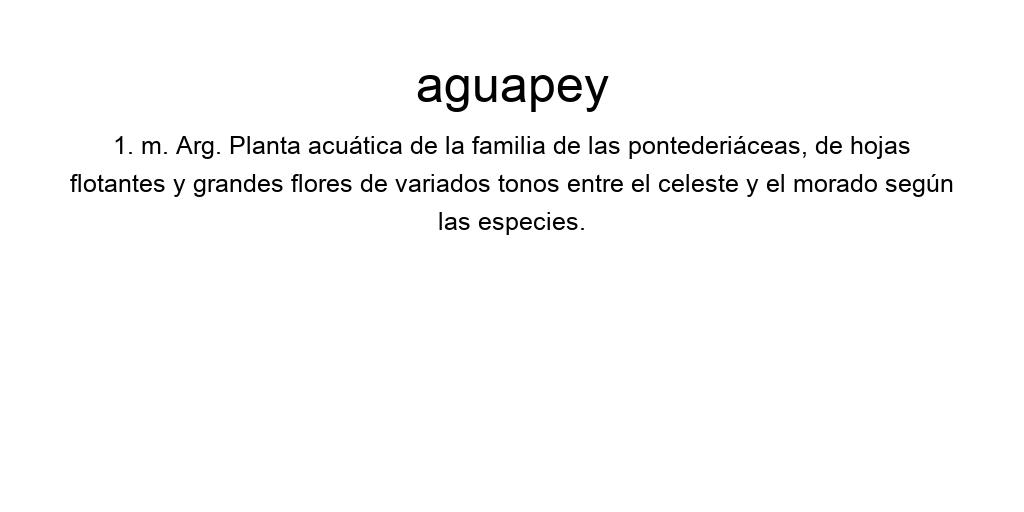 aguapey
1. m. Arg. Planta acuática de la familia de las pontederiáceas, de hojas
flotantes y grandes flores de variados tonos entre el celeste y el morado según
las especies.